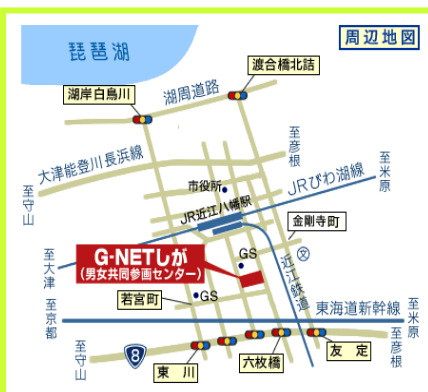 周辺地図
琵琶湖
渡合橋北詰
湖岸白鳥川
湖周道路
至彦根
大津能登川長浜線
至米原
至守山
市役所
JRびわ湖線
JR近江八幡駅
金剛寺町
G-NETしが
(男女共同参画センター)
GS
文
近江鉄道
至大津
若宮町
GS
東海道新幹線
至京都
至米原
至守山
8
東川
六枚橋
友定
至彦根